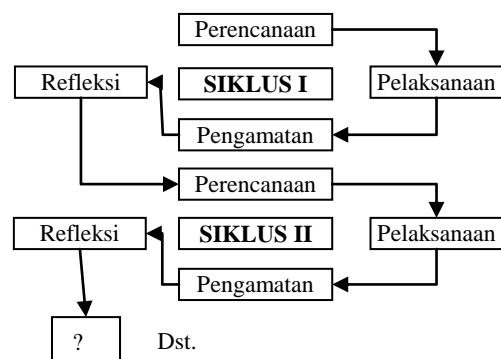 Perencanaan
Refleksi
SIKLUS I
Pelaksanaan
Pengamatan
Perencanaan
Refleksi
SIKLUS II
Pelaksanaan
Pengamatan
?
Dst.